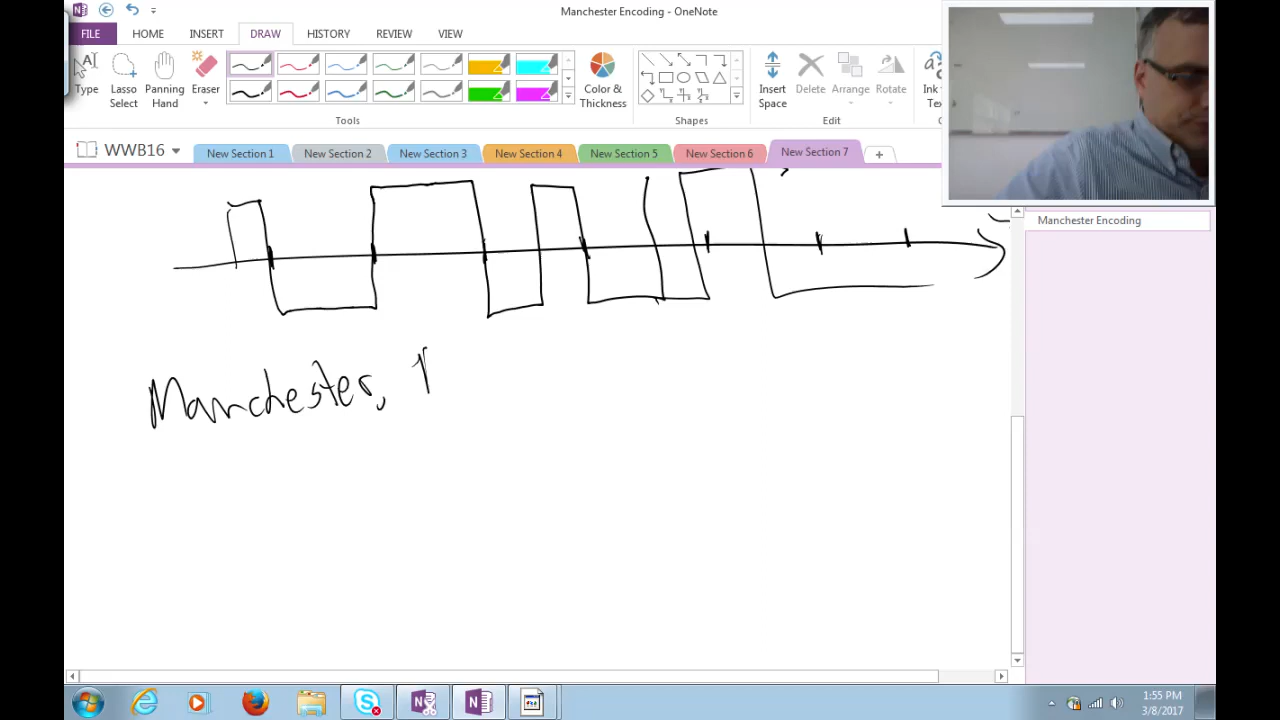 Manchester Encoding - OneNote
FILE HOME INSERT DRAW HISTORY REVIEW VIEW
Type Lasso Select Panning Hand Eraser Color & Thickness Insert Space Delete Arrange Rotate Ink to Tex
Tools Shapes Edit
WWB16 New Section 1 New Section 2 New Section 3 New Section 4 New Section 5 New Section 6 New Section 7
Manchester Encoding
Manchester,
1:55 PM
3/8/2017